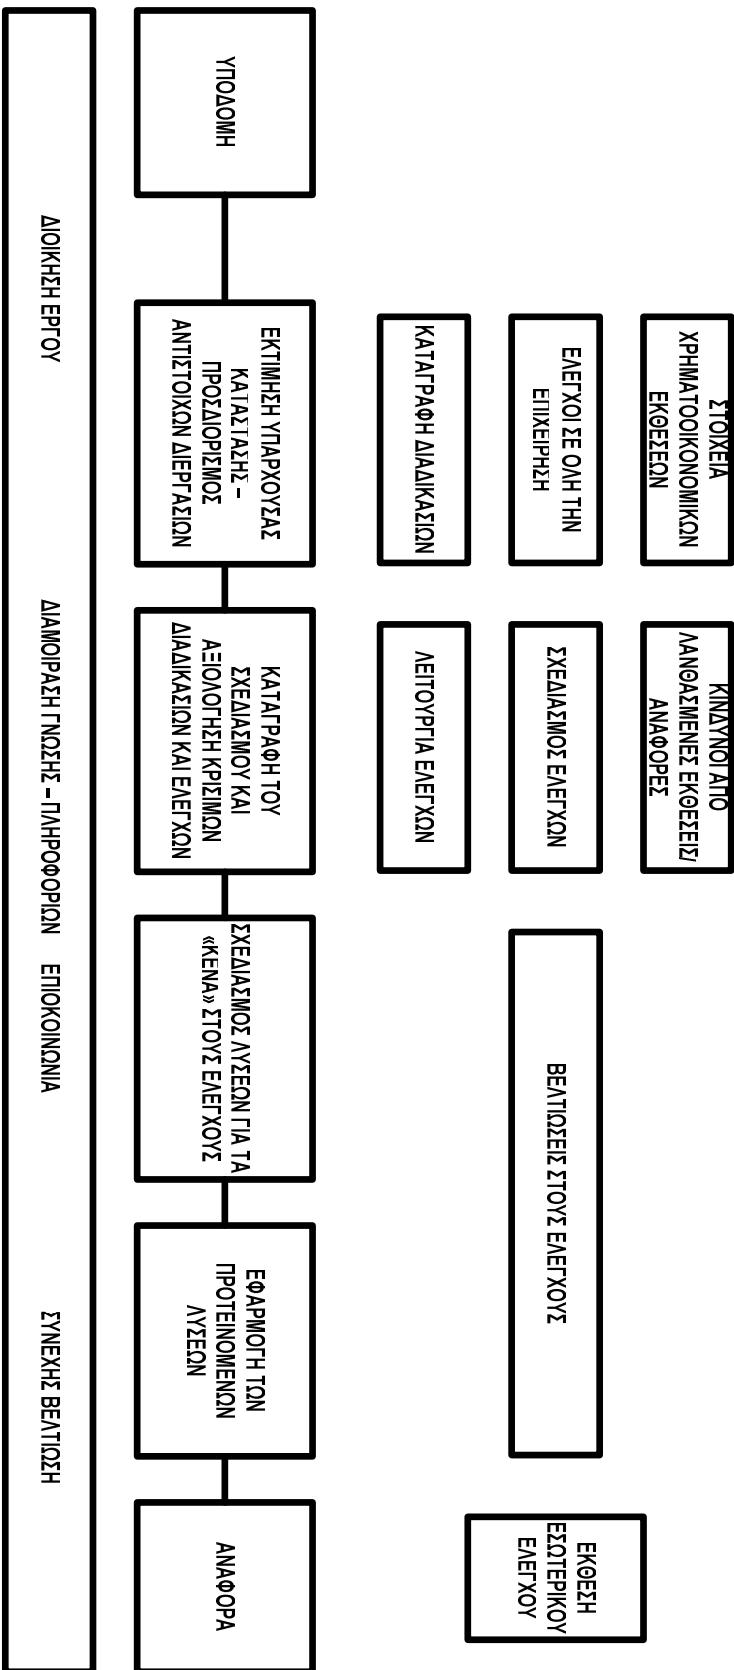 ΣΤΟΙΧΕΙΑ
ΧΡΗΜΑΤΟΟΙΚΟΝΟΜΙΚΩΝ
ΕΚΘΕΣΕΩΝ
ΚΙΝΔΥΝΟΙ ΑΠΟ
ΛΑΝΘΑΣΜΕΝΕΣ ΕΚΘΕΣΕΙΣ/
ΑΝΑΦΟΡΕΣ
ΕΛΕΓΧΟΙ ΣΕ ΟΛΗ ΤΗΝ
ΕΠΙΧΕΙΡΗΣΗ
ΣΧΕΔΙΑΣΜΟΣ ΕΛΕΓΧΩΝ
ΒΕΛΤΙΩΣΕΙΣ ΣΤΟΥΣ ΕΛΕΓΧΟΥΣ
ΕΚΘΕΣΗ
ΕΣΩΤΕΡΙΚΟΥ
ΕΛΕΓΧΟΥ
ΚΑΤΑΓΡΑΦΗ ΔΙΑΔΙΚΑΣΙΩΝ
ΛΕΙΤΟΥΡΓΙΑ ΕΛΕΓΧΩΝ
ΥΠΟΔΟΜΗ
ΕΚΤΙΜΗΣΗ ΥΠΑΡΧΟΥΣΑΣ
ΚΑΤΑΣΤΑΣΗΣ –
ΠΡΟΣΔΙΟΡΙΣΜΟΣ
ΑΝΤΙΣΤΟΙΧΩΝ ΔΙΕΡΓΑΣΙΩΝ
ΚΑΤΑΓΡΑΦΗ ΤΟΥ
ΣΧΕΔΙΑΣΜΟΥ ΚΑΙ
ΑΞΙΟΛΟΓΗΣΗ ΚΡΙΣΙΜΩΝ
ΔΙΑΔΙΚΑΣΙΩΝ ΚΑΙ ΕΛΕΓΧΩΝ
ΣΧΕΔΙΑΣΜΟΣ ΛΥΣΕΩΝ ΓΙΑ ΤΑ
«ΚΕΝΑ» ΣΤΟΥΣ ΕΛΕΓΧΟΥΣ
ΕΦΑΡΜΟΓΗ ΤΩΝ
ΠΡΟΤΕΙΝΟΜΕΝΩΝ
ΛΥΣΕΩΝ
ΑΝΑΦΟΡΑ
ΔΙΟΙΚΗΣΗ ΕΡΓΟΥ ΔΙΑΜΟΙΡΑΣΗ ΓΝΩΣΗΣ – ΠΛΗΡΟΦΟΡΙΩΝ ΕΠΙΟΚΟΙΝΩΝΙΑ ΣΥΝΕΧΗΣ ΒΕΛΤΙΩΣΗ